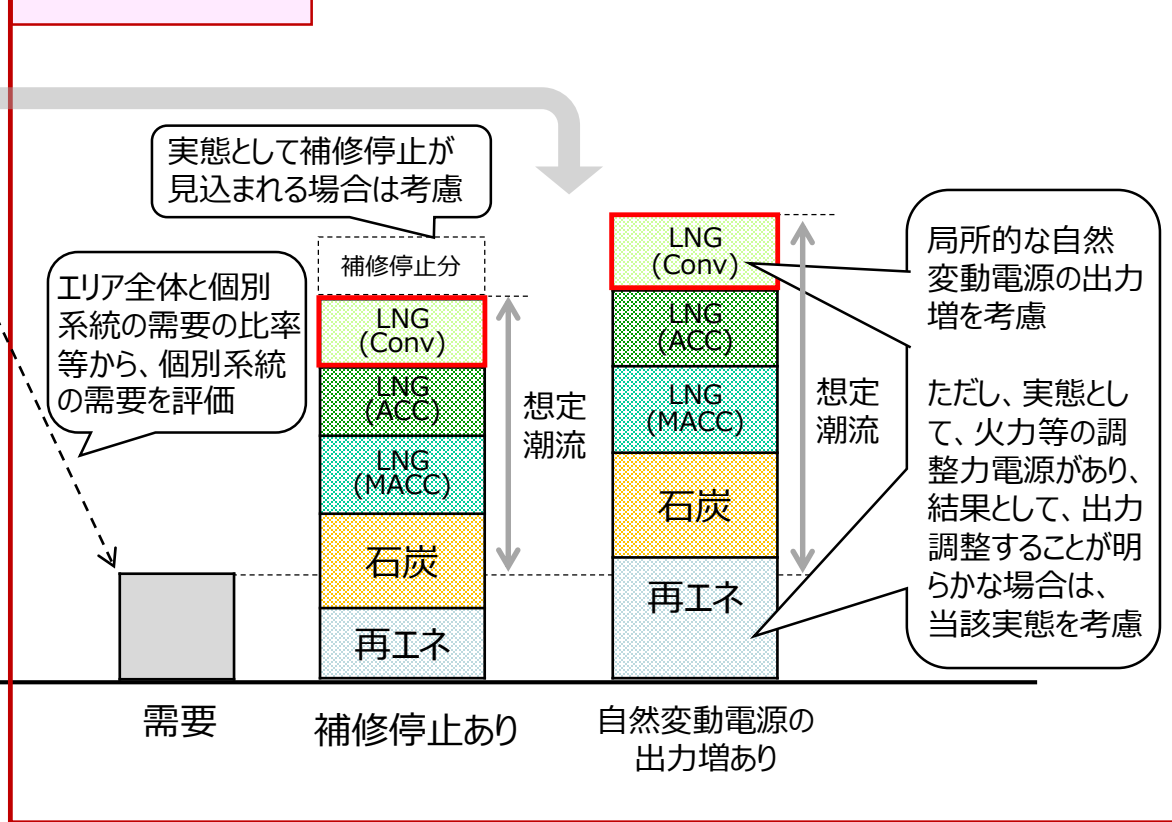 実態として補修停止が
見込まれる場合は考慮
エリア全体と個別
系統の需要の比率
等から、個別系統
の需要を評価
補修停止分
LNG
(Conv)
LNG
(ACC)
LNG
(MACC)
石炭
再エネ
想定
潮流
LNG
(Conv)
LNG
(ACC)
LNG
(MACC)
石炭
再エネ
想定
潮流
局所的な自然
変動電源の出力
増を考慮
ただし、実態とし
て、火力等の調
整力電源があり、
結果として、出力
調整することが明
らかな場合は、
当該実態を考慮
需要
補修停止あり
自然変動電源の
出力増あり